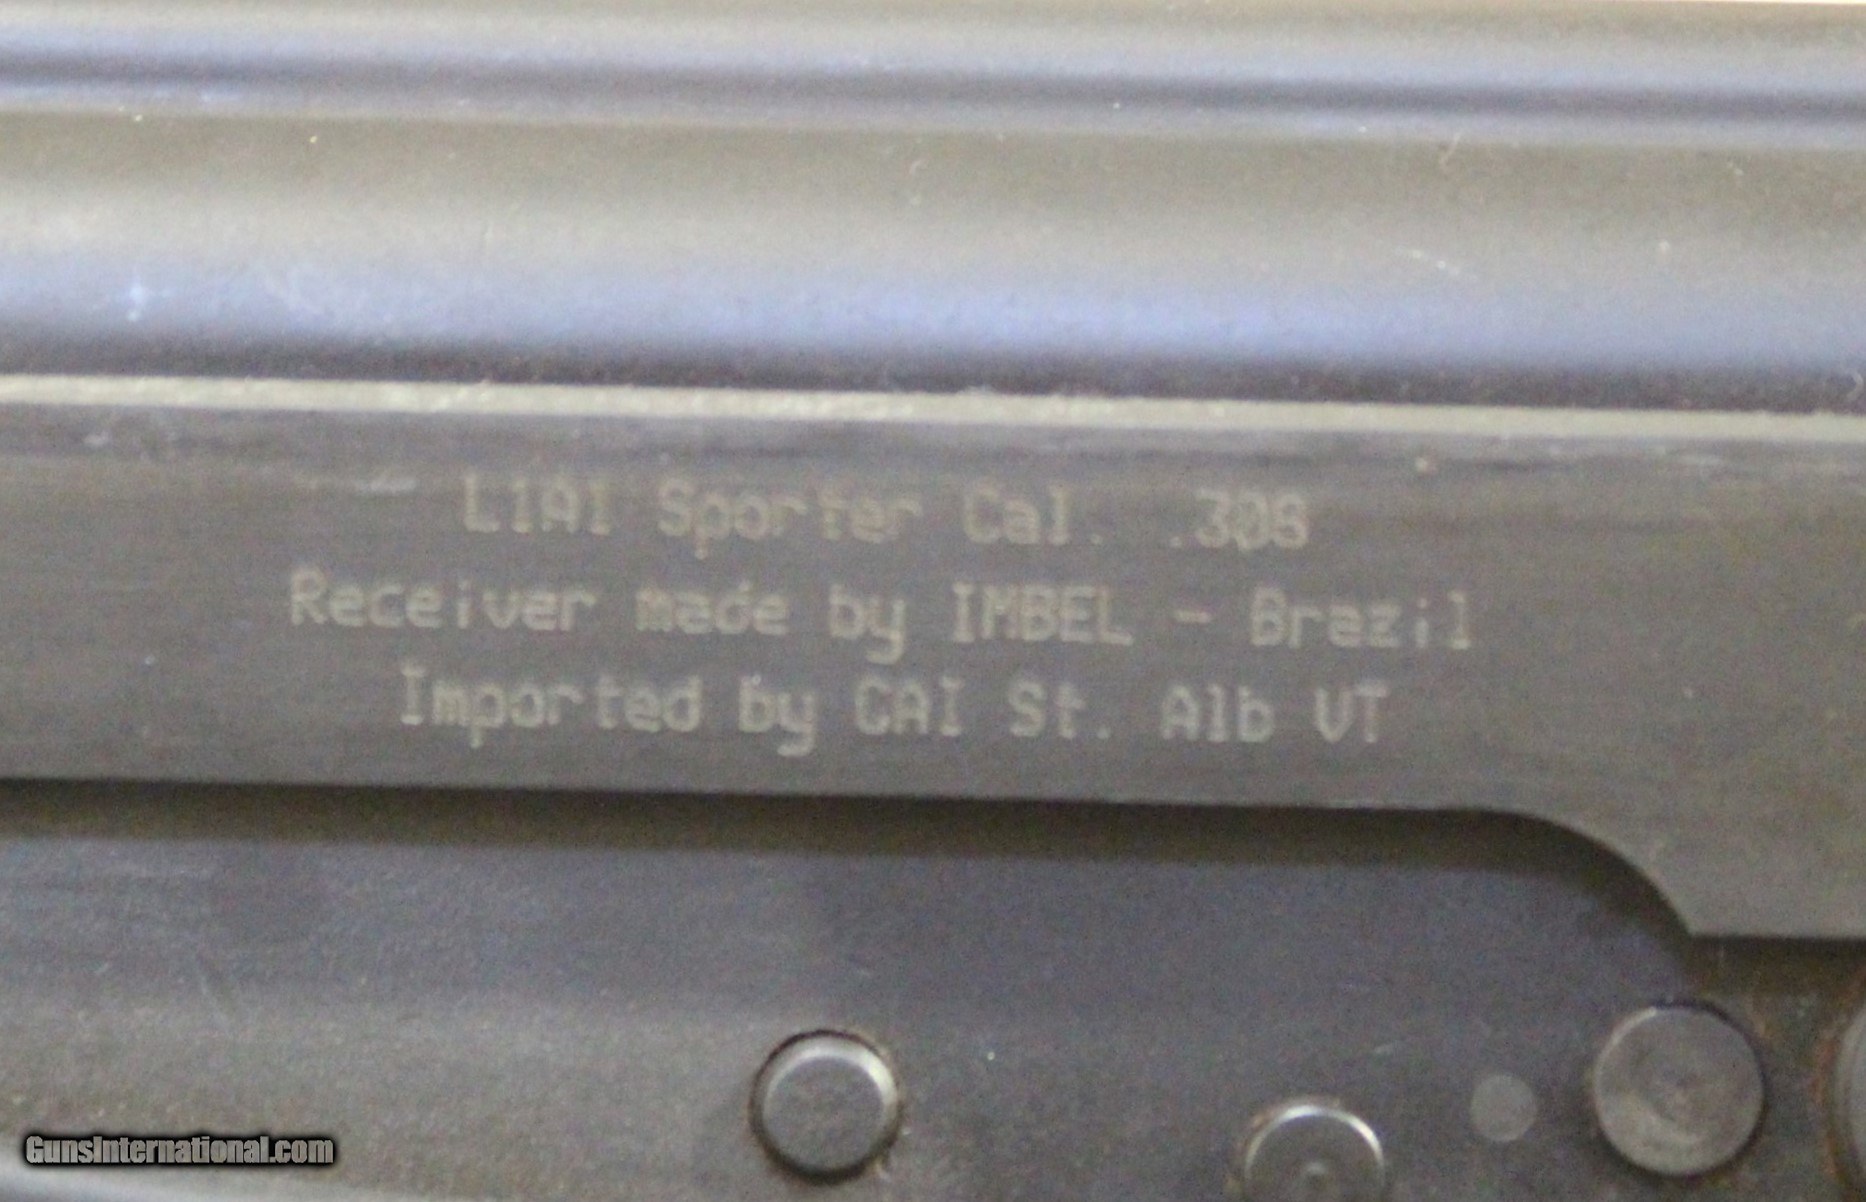 L1A1 Sporter Cal. .308
Receiver made by IMBEL - Brazil
Imported by CAI St. Alb VT
GunsInternational.com